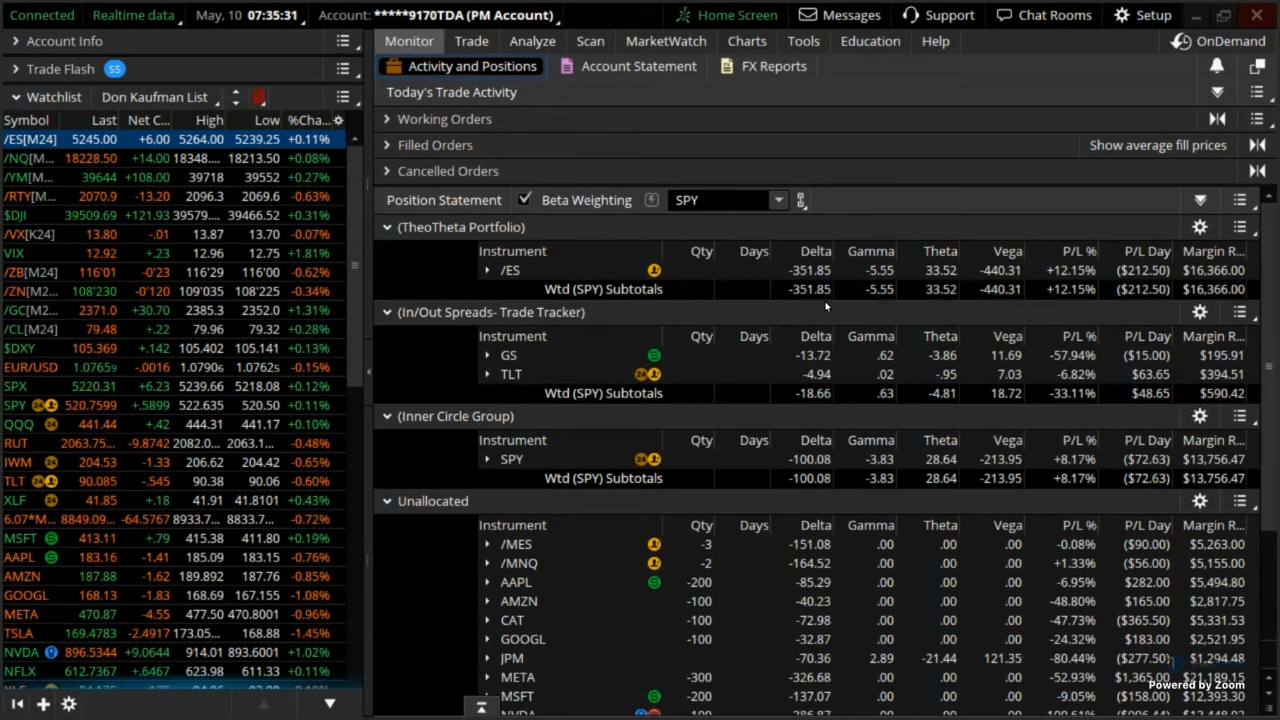 Connected Realtime data May, 10 07:35:31 Account: *****9170TDA (PM Account) Home Screen Messages Support Chat Rooms Setup
Account Info
Trade Flash 55
Watchlist Don Kaufman List
Symbol Last Net C... High Low %Cha...
/ES[M24] 5245.00 +6.00 5264.00 5239.25 +0.11%
/NQ[M... 18228.50 +14.00 18348.... 18213.50 +0.08%
/YM[M... 39644 +108.00 39718 39552 +0.27%
/RTY[M... 2070.9 -13.20 2096.3 2069.6 -0.63%
$DJI 39509.69 +121.93 39579.... 39466.52 +0.31%
/VX[K24] 13.80 -.01 13.87 13.70 -0.07%
VIX 12.92 +.23 12.96 12.75 +1.81%
/ZB[M24] 116'01 -0'23 116'29 116'00 -0.62%
/ZN[M2... 108'230 -0'120 109'035 108'225 -0.34%
/GC[M2... 2371.0 +30.70 2385.3 2352.0 +1.31%
/CL[M24] 79.48 +.22 79.96 79.32 +0.28%
$DXY 105.369 +.142 105.402 105.141 +0.13%
EUR/USD 1.07659 -.0016 1.0790⁶ 1.0762⁵ -0.15%
SPX 5220.31 +6.23 5239.66 5218.08 +0.12%
SPY 24 520.7599 +.5899 522.635 520.50 +0.11%
QQQ 24 441.44 +.42 444.31 441.17 +0.10%
RUT 2063.75... -9.8742 2082.0... 2063.1... -0.48%
IWM 24 204.53 -1.33 206.62 204.42 -0.65%
TLT 24 90.085 -.545 90.38 90.06 -0.60%
XLF 24 41.85 +.18 41.91 41.8101 +0.43%
6.07*M... 8849.09... -64.5767 8933.7... 8833.7... -0.72%
MSFT 413.11 +.79 415.38 411.80 +0.19%
AAPL 183.16 -1.41 185.09 183.15 -0.76%
AMZN 187.88 -1.62 189.892 187.76 -0.85%
GOOGL 168.13 -1.83 168.69 167.155 -1.08%
META 470.87 -4.55 477.50 470.8001 -0.96%
TSLA 169.4783 -2.4917 173.05... 168.88 -1.45%
NVDA 896.5344 +9.0644 914.01 893.6001 +1.02%
NFLX 612.7367 +.6467 623.98 611.33 +0.11%
Monitor Trade Analyze Scan MarketWatch Charts Tools Education Help OnDemand
Activity and Positions Account Statement FX Reports
Today's Trade Activity
Working Orders
Filled Orders Show average fill prices
Cancelled Orders
Position Statement Beta Weighting SPY
(TheoTheta Portfolio)
Instrument Qty Days Delta Gamma Theta Vega P/L % P/L Day Margin R...
/ES -351.85 -5.55 33.52 -440.31 +12.15% ($212.50) $16,366.00
Wtd (SPY) Subtotals -351.85 -5.55 33.52 -440.31 +12.15% ($212.50) $16,366.00
(In/Out Spreads- Trade Tracker)
Instrument Qty Days Delta Gamma Theta Vega P/L % P/L Day Margin R...
GS -13.72 .62 -3.86 11.69 -57.94% ($15.00) $195.91
TLT 24 -4.94 .02 -.95 7.03 -6.82% $63.65 $394.51
Wtd (SPY) Subtotals -18.66 .63 -4.81 18.72 -33.11% $48.65 $590.42
(Inner Circle Group)
Instrument Qty Days Delta Gamma Theta Vega P/L % P/L Day Margin R...
SPY 24 -100.08 -3.83 28.64 -213.95 +8.17% ($72.63) $13,756.47
Wtd (SPY) Subtotals -100.08 -3.83 28.64 -213.95 +8.17% ($72.63) $13,756.47
Unallocated
Instrument Qty Days Delta Gamma Theta Vega P/L % P/L Day Margin R...
/MES -3 -151.08 .00 .00 .00 -0.08% ($90.00) $5,263.00
/MNQ -2 -164.52 .00 .00 .00 +1.33% ($56.00) $5,155.00
AAPL -200 -85.29 .00 .00 .00 -6.95% $282.00 $5,494.80
AMZN -100 -40.23 .00 .00 .00 -48.80% $165.00 $2,817.75
CAT -100 -72.98 .00 .00 .00 -47.73% ($365.50) $5,331.53
GOOGL -100 -32.87 .00 .00 .00 -24.32% $183.00 $2,521.95
JPM -70.36 2.89 -21.44 121.35 -80.44% ($277.50) $1,294.48
META -300 -326.68 .00 .00 .00 -52.93% $1,365.00 $21,189.15
MSFT -200 -137.07 .00 .00 .00 -9.05% ($158.00) $12,393.30
Powered by Zoom